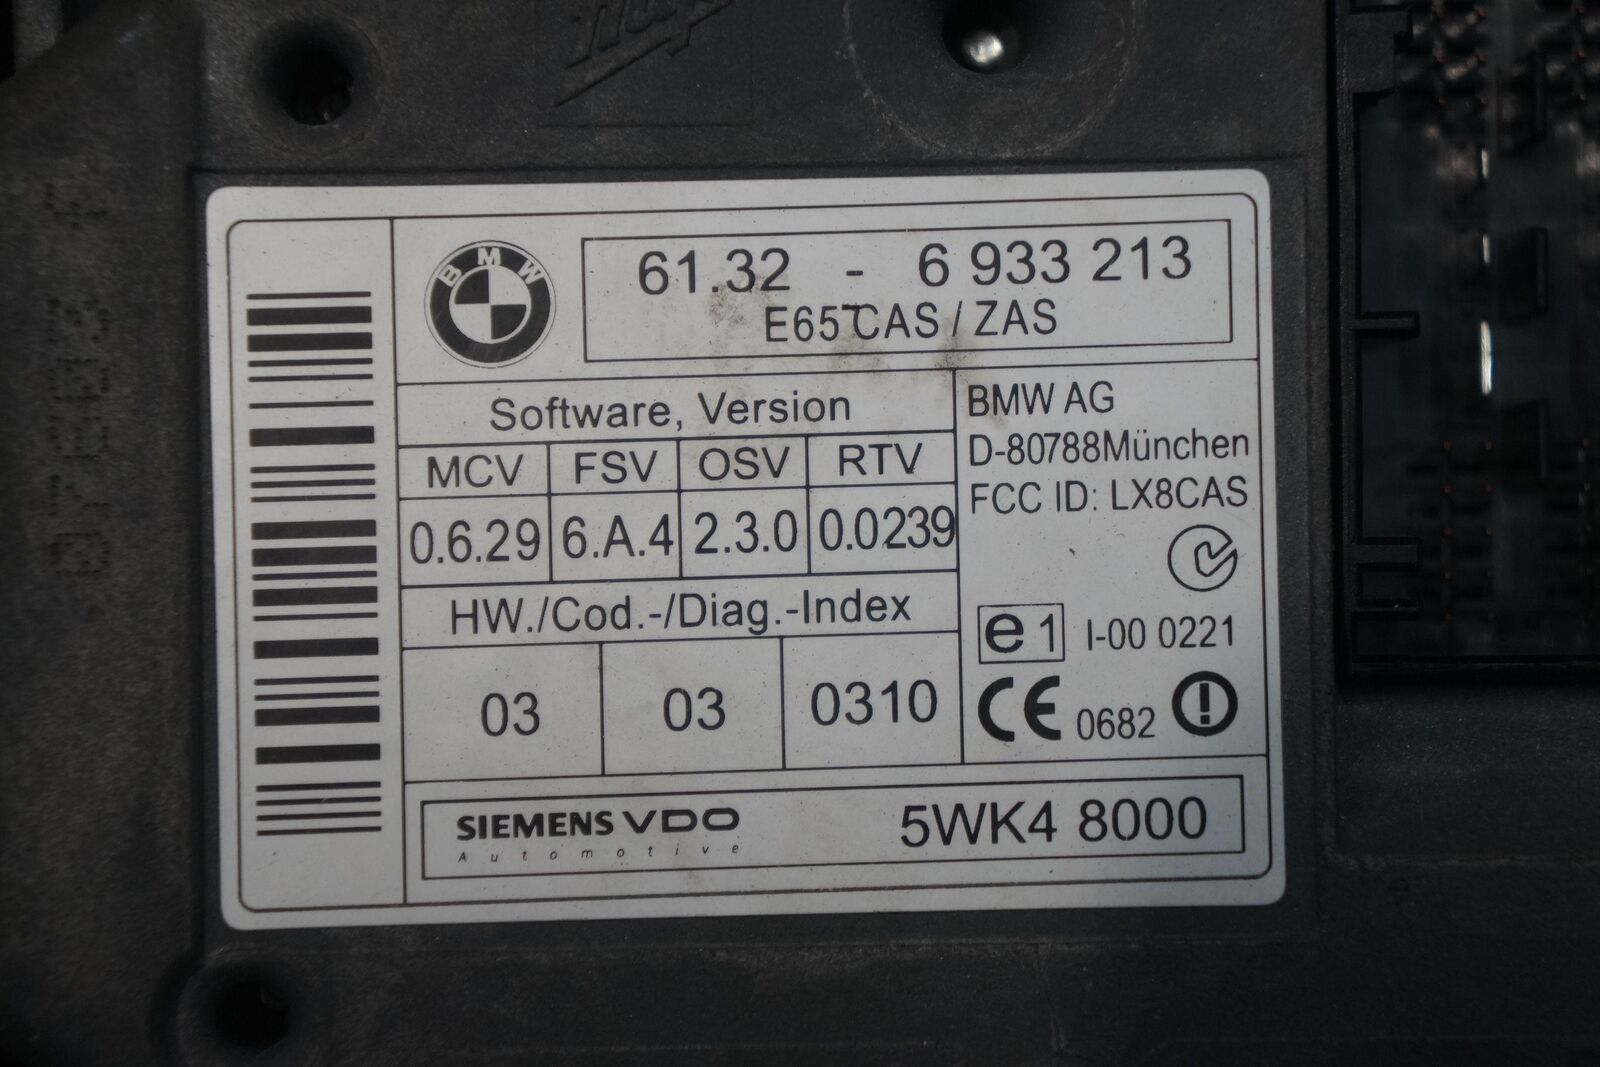 BMW
61.32 - 6 933 213
E65 CAS / ZAS
Software, Version
MCV FSV OSV RTV
0.6.29 6.A.4 2.3.0 0.0239
HW./Cod.-/Diag.-Index
03 03 0310
BMW AG
D-80788München
FCC ID: LX8CAS
e1 I-00 0221
CE 0682
SIEMENS VDO
Automotive
5WK4 8000